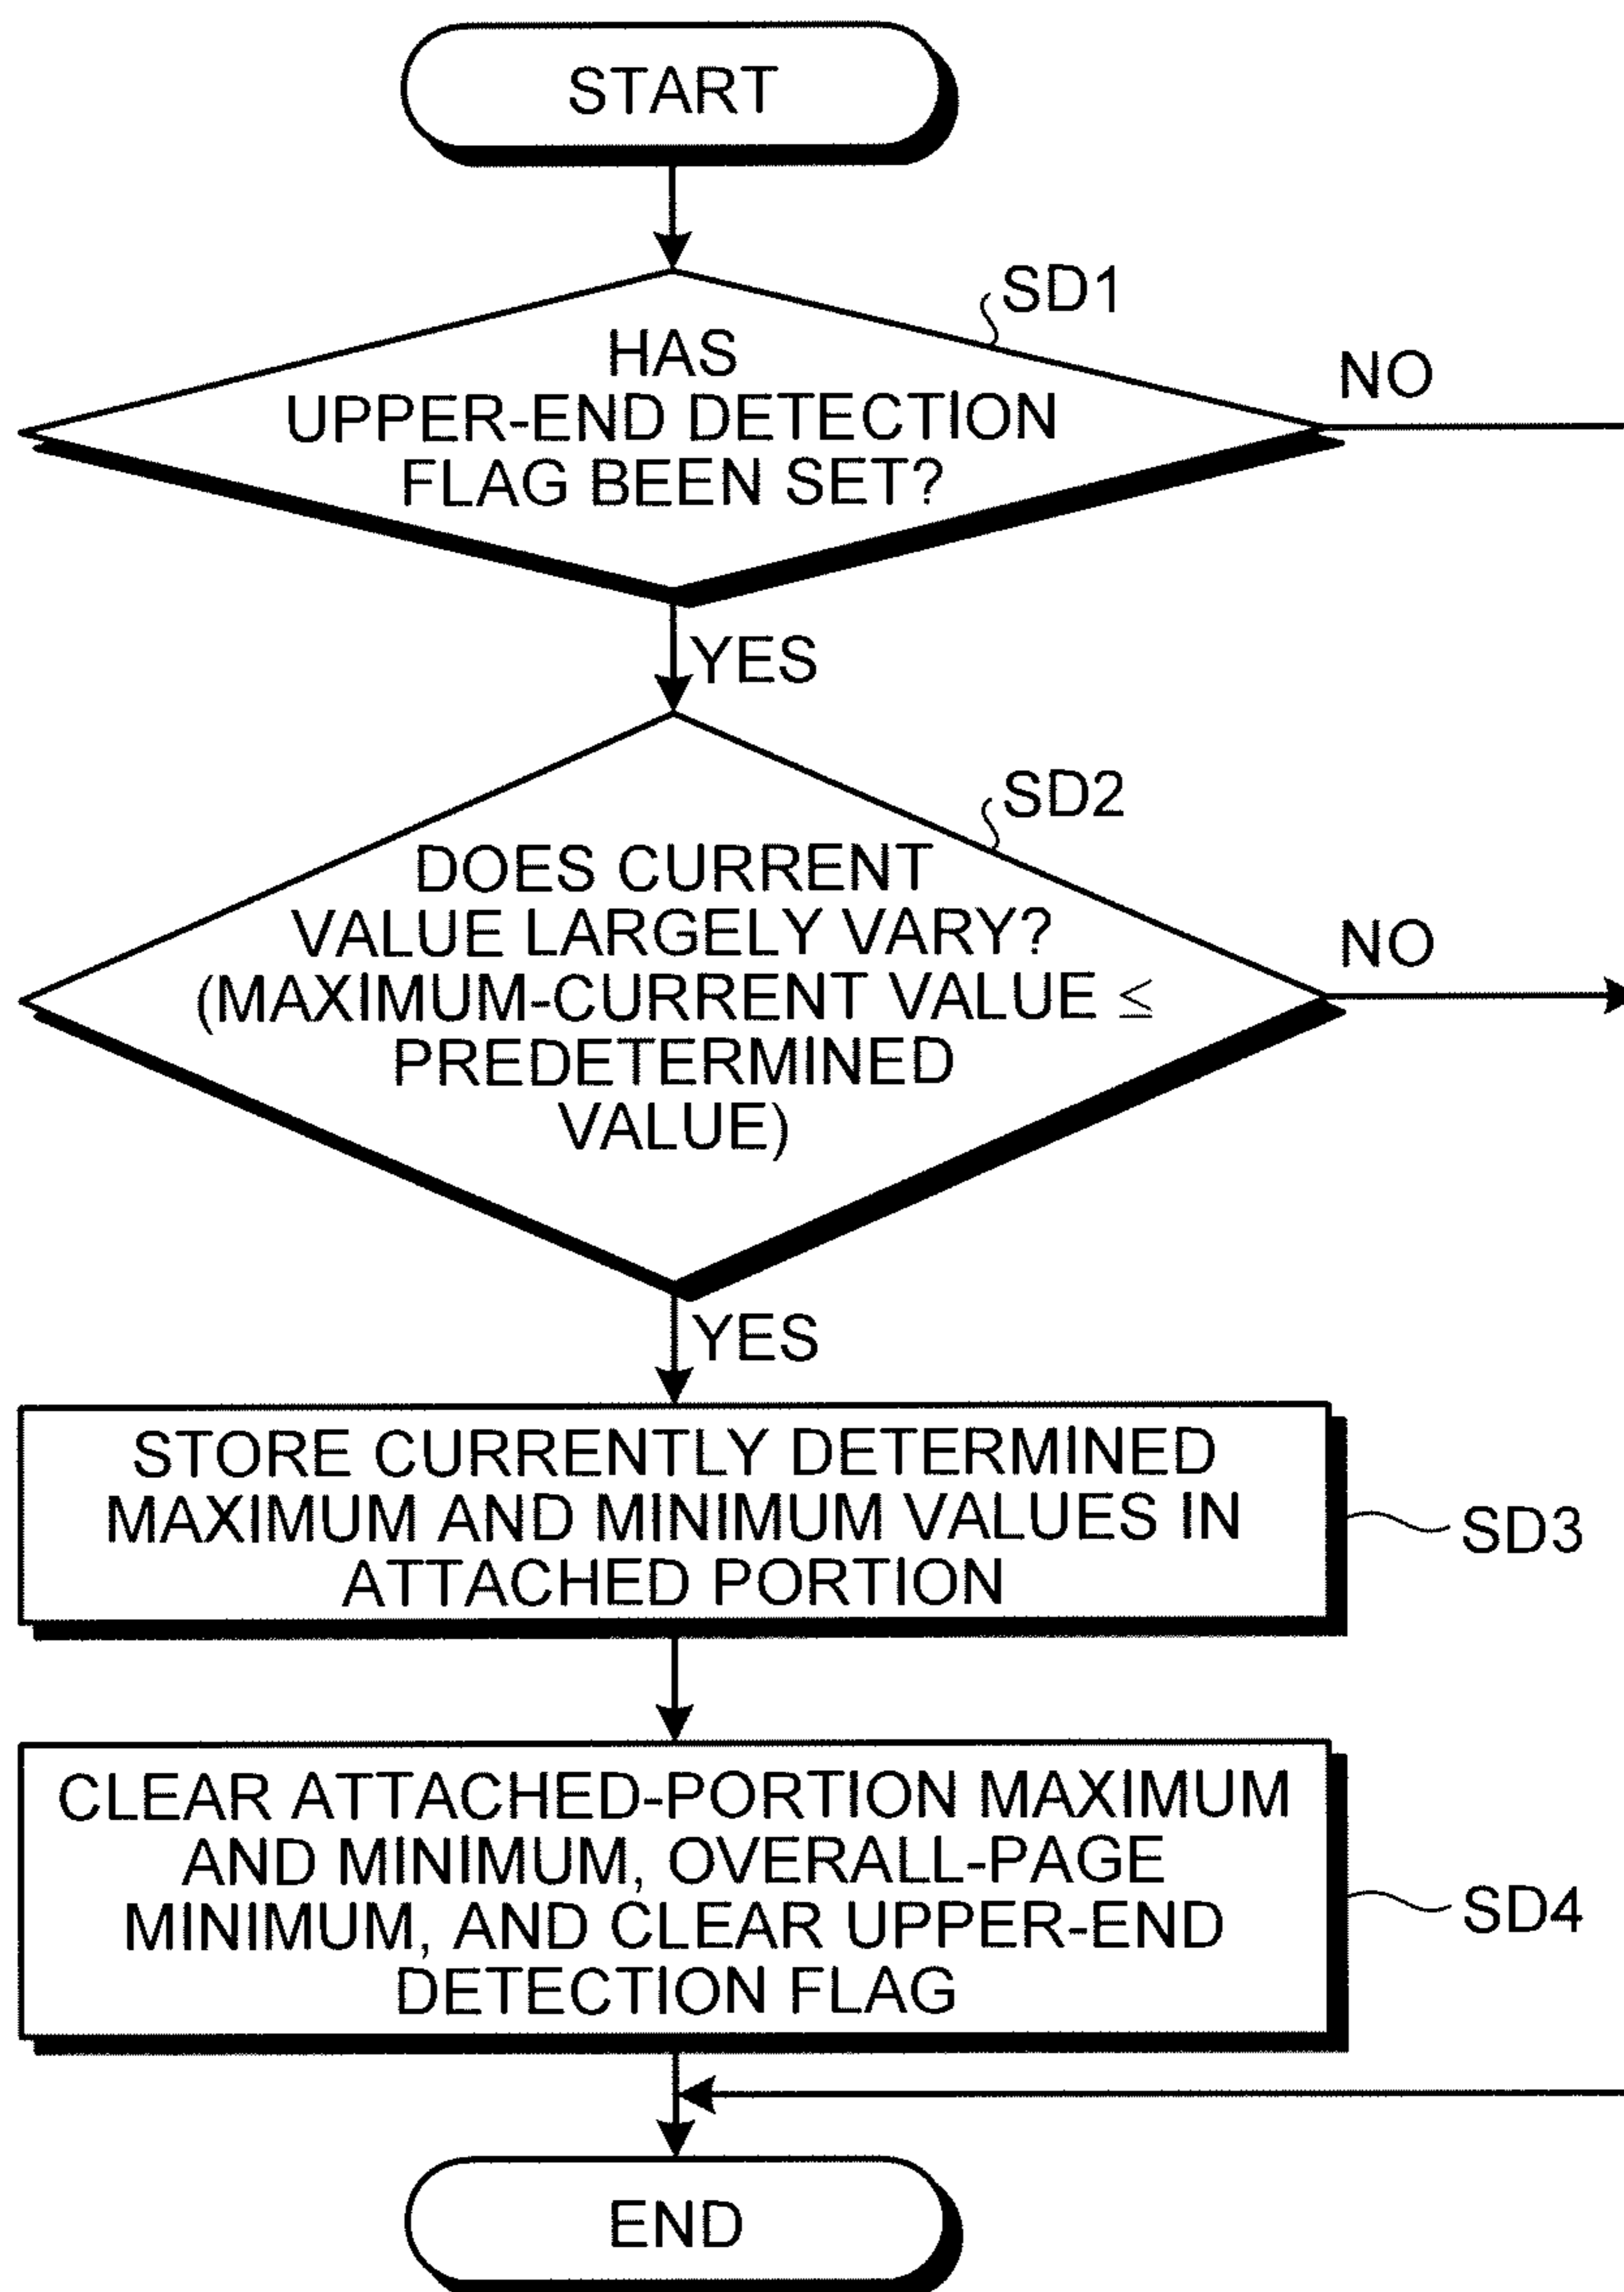 START
SD1
HAS
UPPER-END DETECTION
FLAG BEEN SET?
NO
YES
SD2
DOES CURRENT
VALUE LARGELY VARY?
(MAXIMUM-CURRENT VALUE ≤
PREDETERMINED
VALUE)
NO
YES
STORE CURRENTLY DETERMINED
MAXIMUM AND MINIMUM VALUES IN
ATTACHED PORTION
SD3
CLEAR ATTACHED-PORTION MAXIMUM
AND MINIMUM, OVERALL-PAGE
MINIMUM, AND CLEAR UPPER-END
DETECTION FLAG
SD4
END